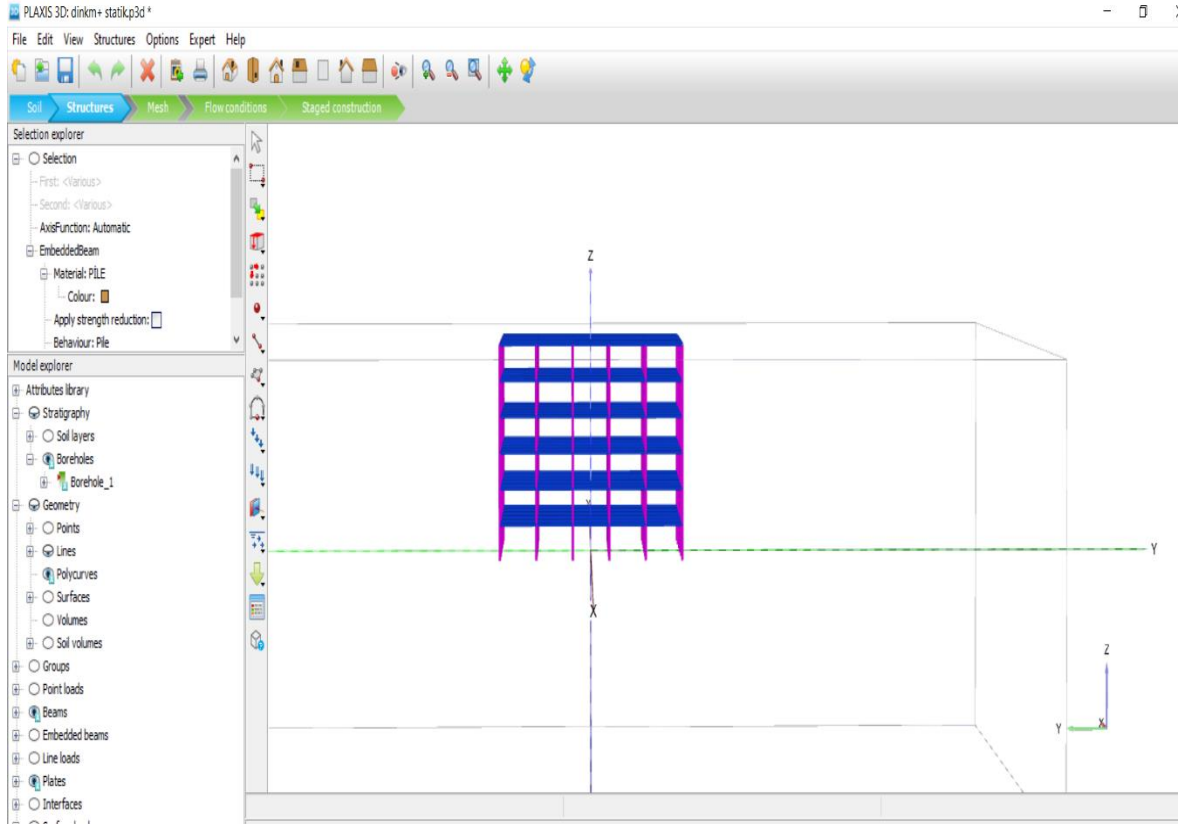 PLAXIS 3D: dinkm+ statik.p3d *
File Edit View Structures Options Expert Help
Soil Structures Mesh Flow conditions Staged construction
Selection explorer
Selection
First: <Various>
Second: <Various>
AxisFunction: Automatic
EmbeddedBeam
Material: PİLE
Colour:
Apply strength reduction:
Behaviour: Pile
Model explorer
Attributes library
Stratigraphy
Soil layers
Boreholes
Borehole_1
Geometry
Points
Lines
Polycurves
Surfaces
Volumes
Soil volumes
Groups
Point loads
Beams
Embedded beams
Line loads
Plates
Interfaces
Z
Y
X
Z
Y
X